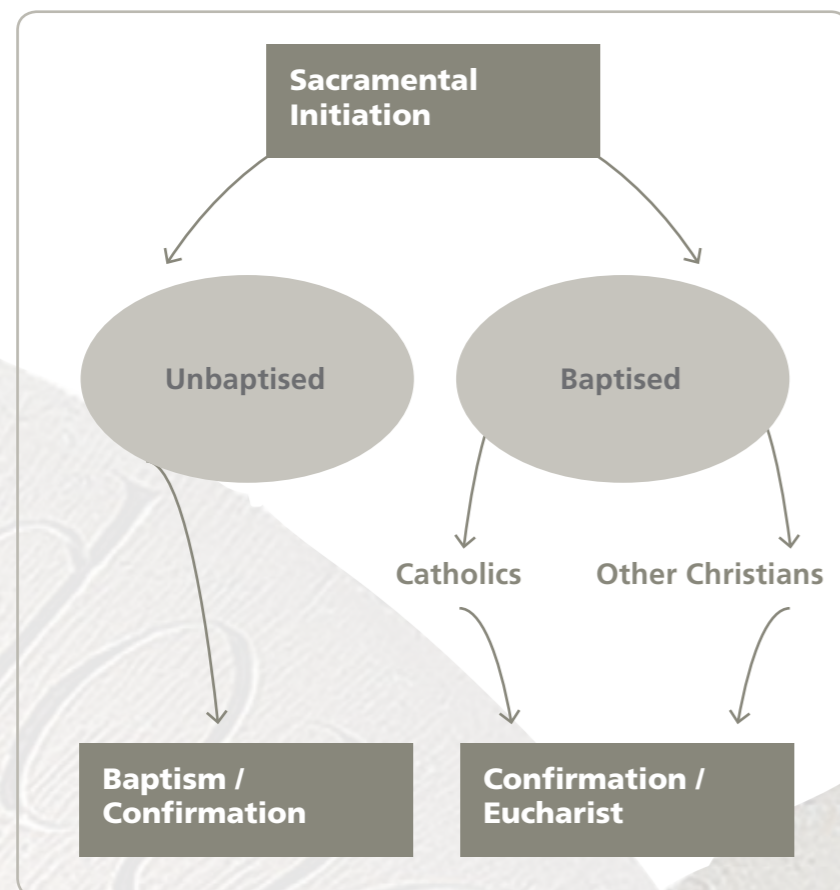 Sacramental
Initiation
Unbaptised
Baptised
Catholics
Other Christians
Baptism /
Confirmation
Confirmation /
Eucharist